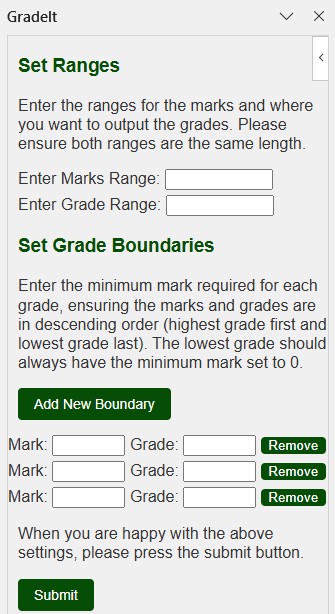 GradeIt
Set Ranges
Enter the ranges for the marks and where
you want to output the grades. Please
ensure both ranges are the same length.
Enter Marks Range:
Enter Grade Range:
Set Grade Boundaries
Enter the minimum mark required for each
grade, ensuring the marks and grades are
in descending order (highest grade first and
lowest grade last). The lowest grade should
always have the minimum mark set to 0.
Add New Boundary
Mark: Grade: Remove
Mark: Grade: Remove
Mark: Grade: Remove
When you are happy with the above
settings, please press the submit button.
Submit